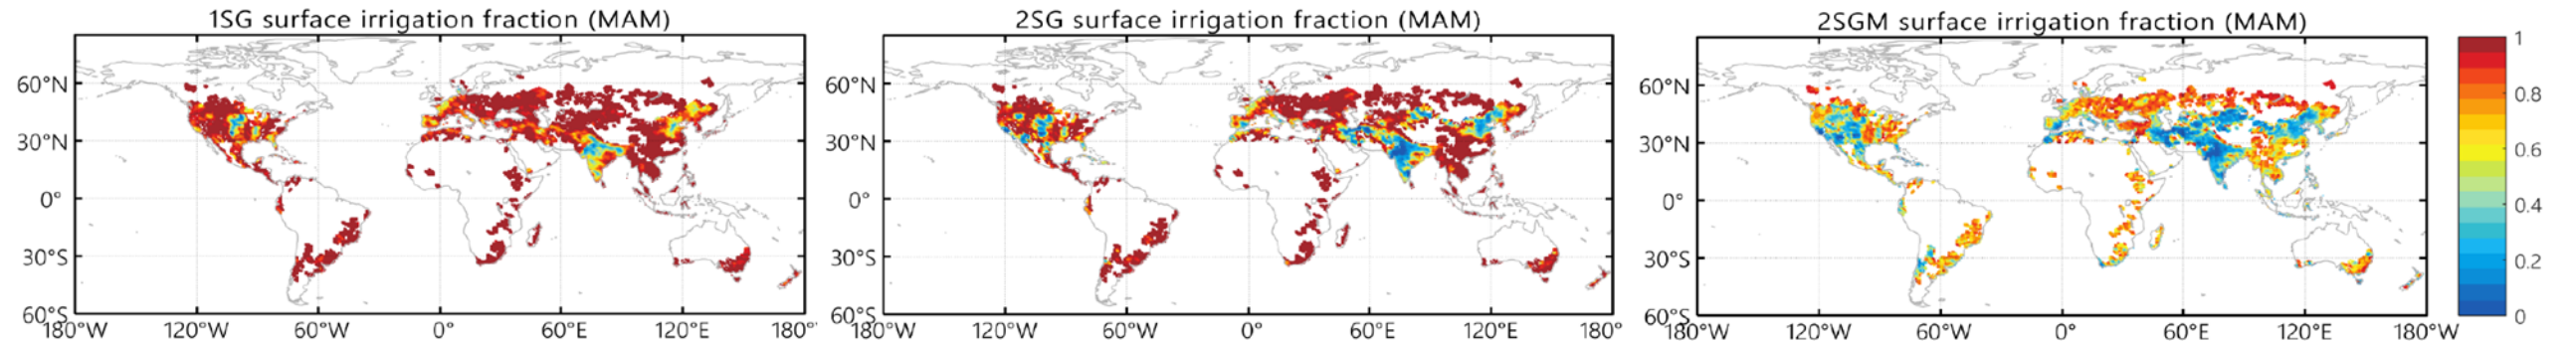 1SG surface irrigation fraction (MAM)
60°N
30°N
0°
30°S
60°S
180°W
120°W
60°W
0°
60°E
120°E
180°
2SG surface irrigation fraction (MAM)
60°N
30°N
0°
30°S
60°S
180°W
120°W
60°W
0°
60°E
120°E
180°
2SGM surface irrigation fraction (MAM)
60°N
30°N
0°
30°S
60°S
180°W
120°W
60°W
0°
60°E
120°E
180°W
1
0.8
0.6
0.4
0.2
0